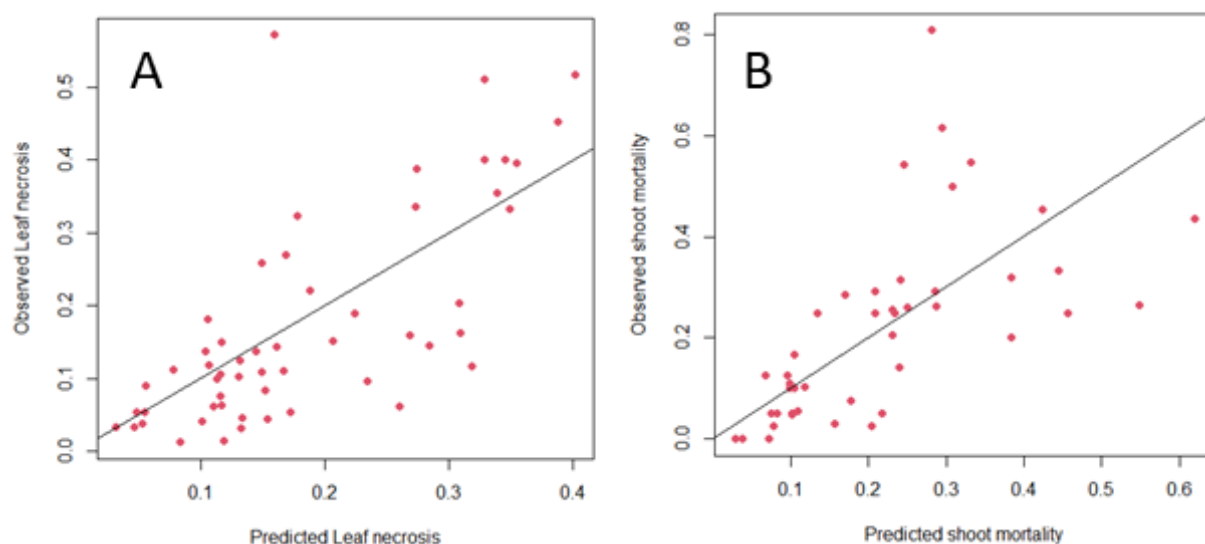 A
Observed Leaf necrosis
0.0 0.1 0.2 0.3 0.4 0.5
0.1 0.2 0.3 0.4
Predicted Leaf necrosis
B
Observed shoot mortality
0.0 0.2 0.4 0.6 0.8
0.1 0.2 0.3 0.4 0.5 0.6
Predicted shoot mortality